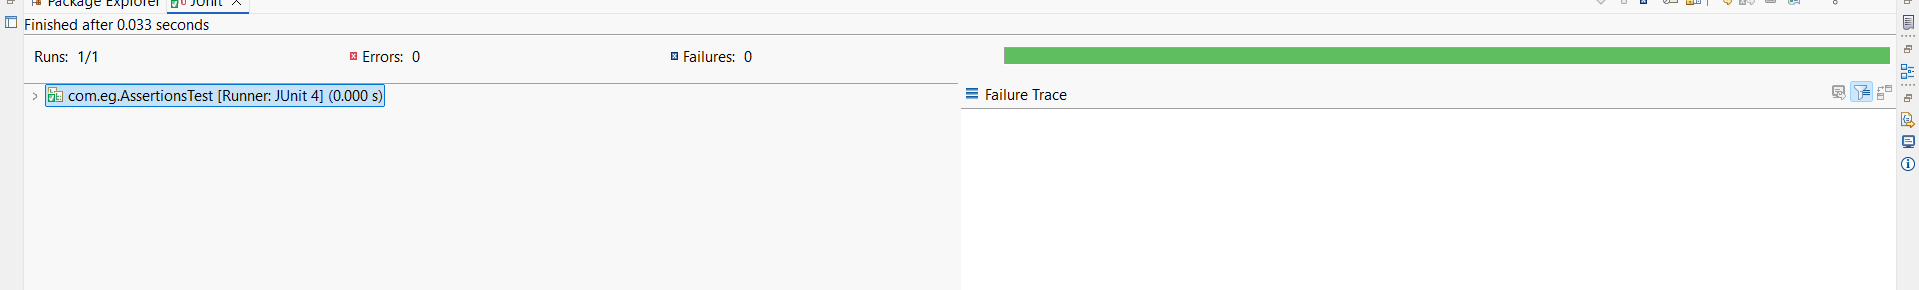 Package Explorer JUnit
Finished after 0.033 seconds
Runs: 1/1 Errors: 0 Failures: 0
com.eg.AssertionsTest [Runner: JUnit 4] (0.000 s)
Failure Trace